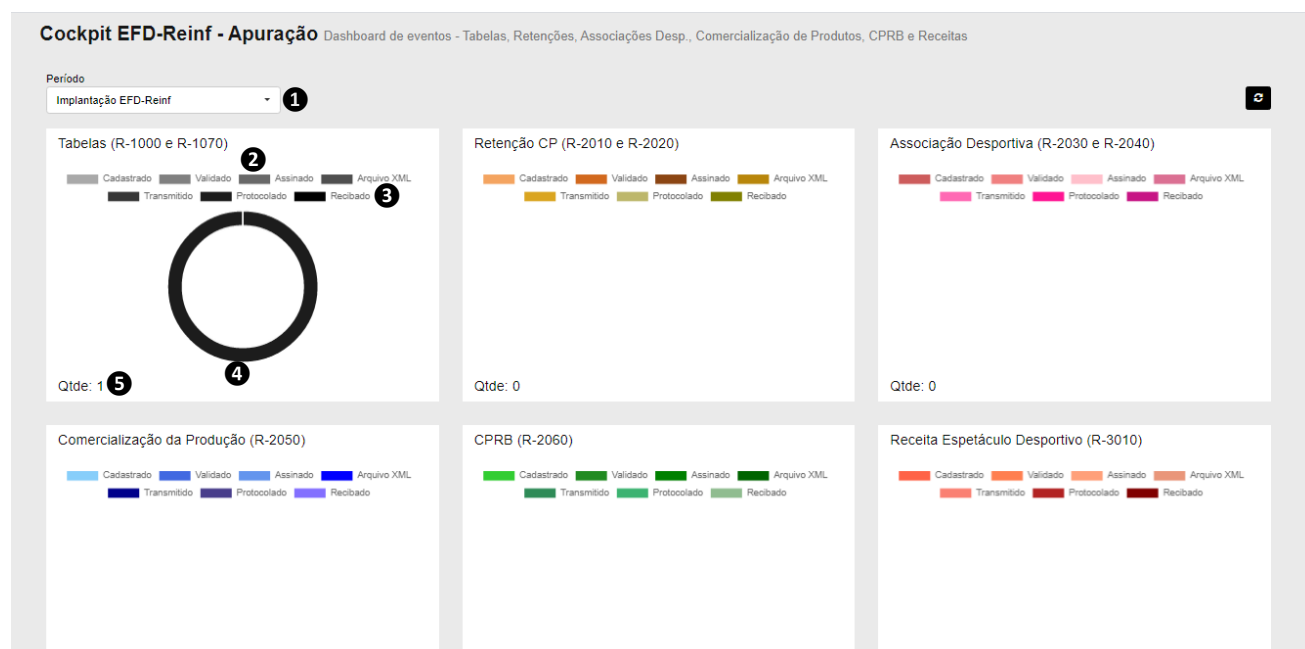 Cockpit EFD-Reinf - Apuração Dashboard de eventos - Tabelas, Retenções, Associações Desp., Comercialização de Produtos, CPRB e Receitas
Período
Implantação EFD-Reinf 1
Tabelas (R-1000 e R-1070)
2
Cadastrado Validado Assinado Arquivo XML
Transmitido Protocolado Recibado 3
4
Qtde: 1 5
Retenção CP (R-2010 e R-2020)
Cadastrado Validado Assinado Arquivo XML
Transmitido Protocolado Recibado
Qtde: 0
Associação Desportiva (R-2030 e R-2040)
Cadastrado Validado Assinado Arquivo XML
Transmitido Protocolado Recibado
Qtde: 0
Comercialização da Produção (R-2050)
Cadastrado Validado Assinado Arquivo XML
Transmitido Protocolado Recibado
CPRB (R-2060)
Cadastrado Validado Assinado Arquivo XML
Transmitido Protocolado Recibado
Receita Espetáculo Desportivo (R-3010)
Cadastrado Validado Assinado Arquivo XML
Transmitido Protocolado Recibado